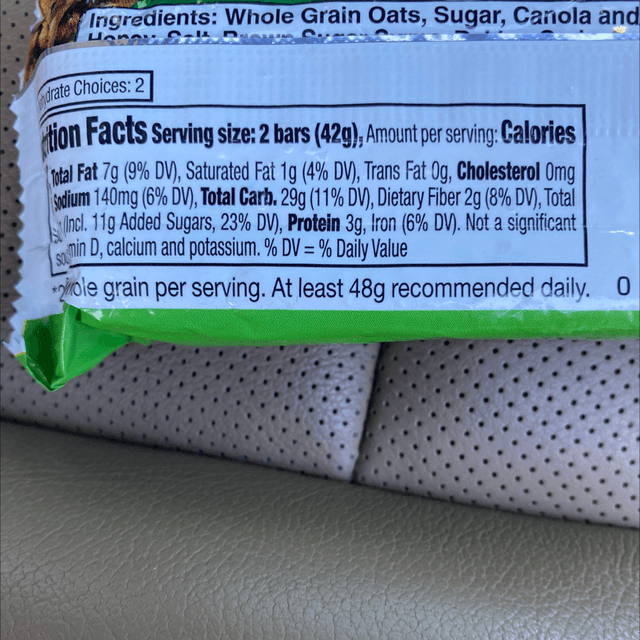 Ingredients: Whole Grain Oats, Sugar, Canola and
drate Choices: 2
ition Facts Serving size: 2 bars (42g), Amount per serving: Calories
Total Fat 7g (9% DV), Saturated Fat 1g (4% DV), Trans Fat 0g, Cholesterol 0mg
Sodium 140mg (6% DV), Total Carb. 29g (11% DV), Dietary Fiber 2g (8% DV), Total
(Incl. 11g Added Sugars, 23% DV), Protein 3g, Iron (6% DV). Not a significant
min D, calcium and potassium. % DV = % Daily Value
ole grain per serving. At least 48g recommended daily. 0